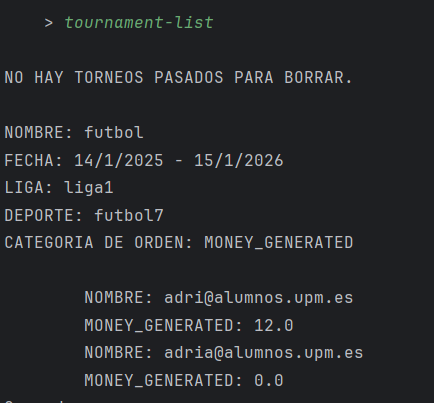 > tournament-list
NO HAY TORNEOS PASADOS PARA BORRAR.
NOMBRE: futbol
FECHA: 14/1/2025 - 15/1/2026
LIGA: liga1
DEPORTE: futbol7
CATEGORIA DE ORDEN: MONEY_GENERATED
NOMBRE: adri@alumnos.upm.es
MONEY_GENERATED: 12.0
NOMBRE: adria@alumnos.upm.es
MONEY_GENERATED: 0.0